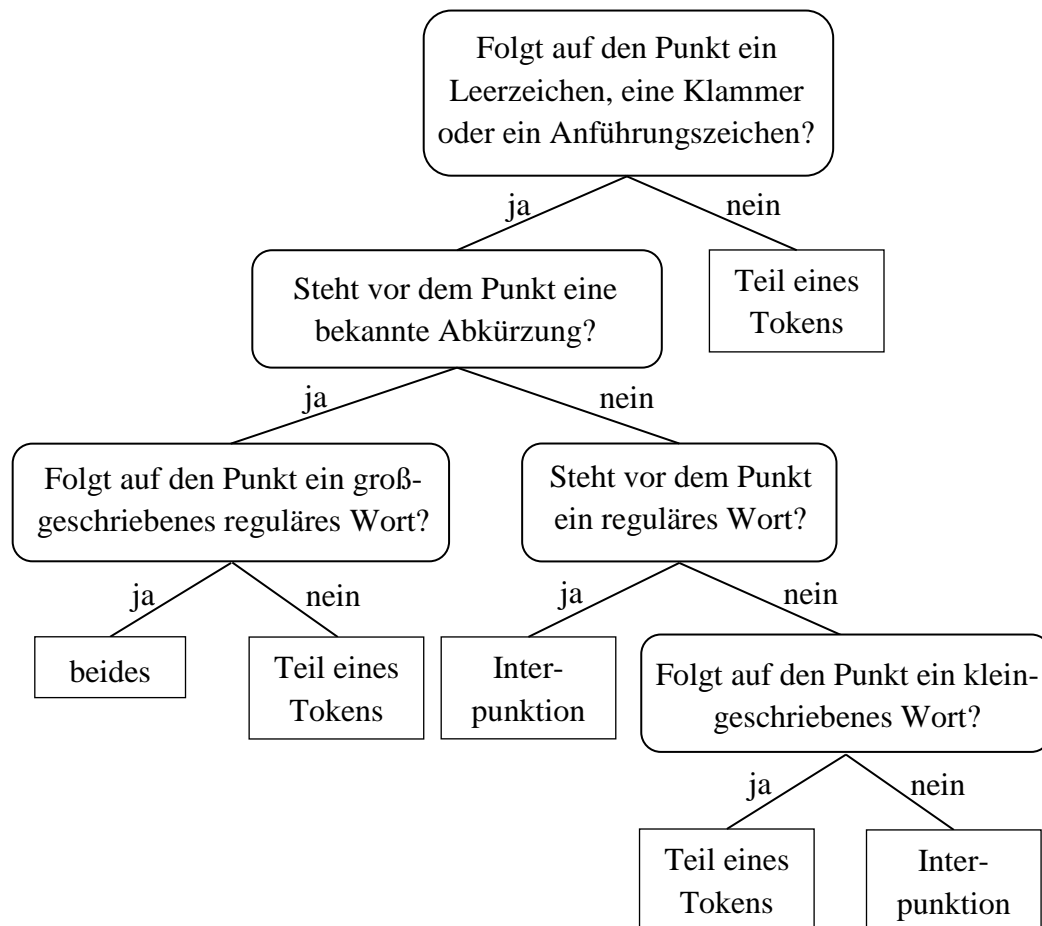 Folgt auf den Punkt ein
Leerzeichen, eine Klammer
oder ein Anführungszeichen?
ja
nein
Steht vor dem Punkt eine
bekannte Abkürzung?
Teil eines
Tokens
ja
nein
Folgt auf den Punkt ein groß-
geschriebenes reguläres Wort?
Steht vor dem Punkt
ein reguläres Wort?
ja
nein
ja
nein
beides
Teil eines
Tokens
Inter-
punktion
Folgt auf den Punkt ein klein-
geschriebenes Wort?
ja
nein
Teil eines
Tokens
Inter-
punktion